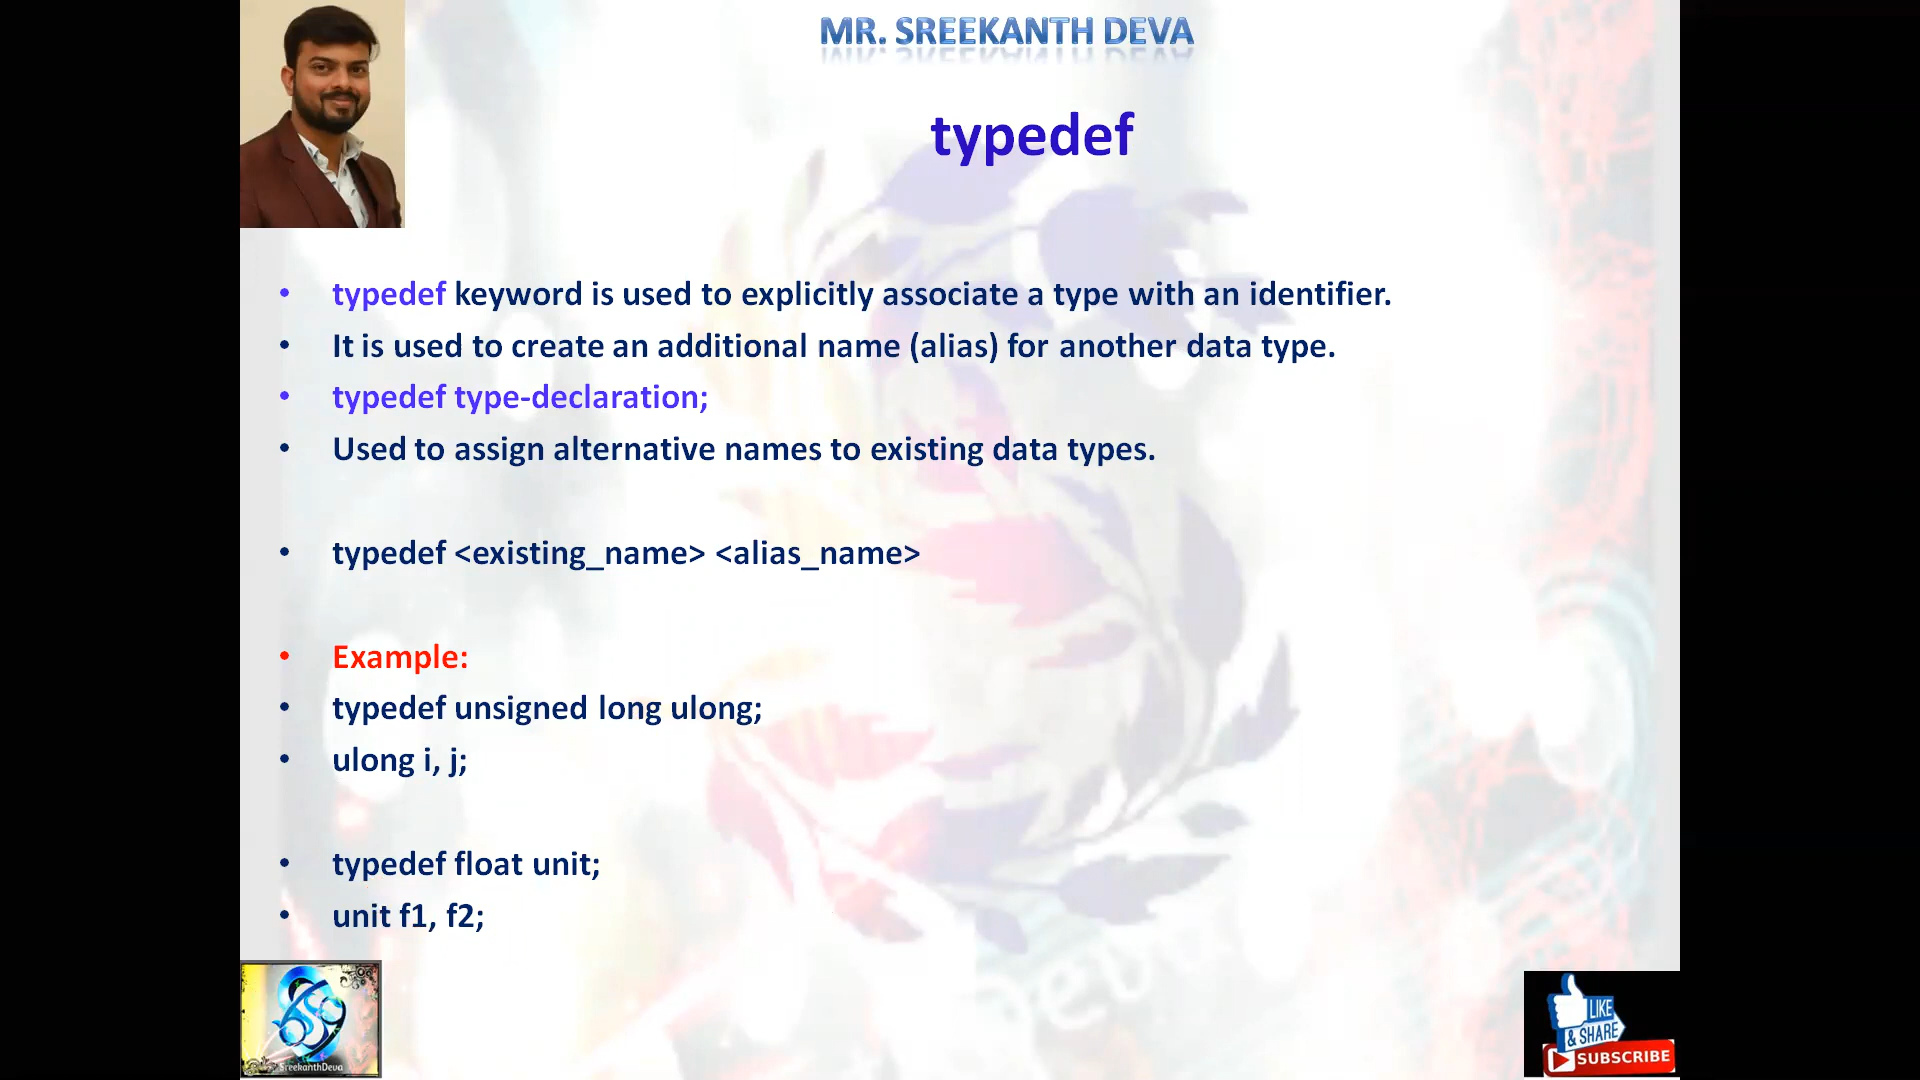 MR. SREEKANTH DEVA
typedef
• typedef keyword is used to explicitly associate a type with an identifier.
• It is used to create an additional name (alias) for another data type.
• typedef type-declaration;
• Used to assign alternative names to existing data types.
• typedef <existing_name> <alias_name>
• Example:
• typedef unsigned long ulong;
• ulong i, j;
• typedef float unit;
• unit f1, f2;
SreekanthDeva
LIKE
& SHARE
SUBSCRIBE